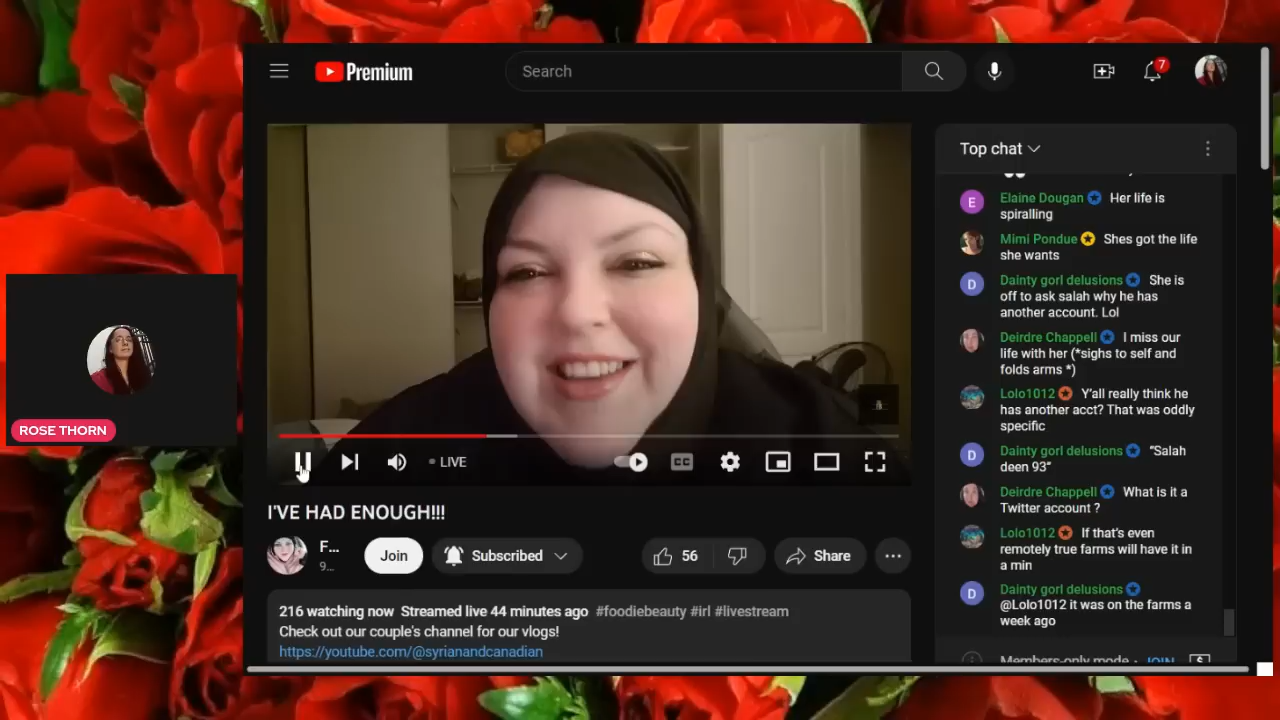 Premium
Search
7
Top chat
Elaine Dougan Her life is
spiralling
Mimi Pondue Shes got the life
she wants
Dainty gorl delusions She is
off to ask salah why he has
another account. Lol
Deirdre Chappell I miss our
life with her (*sighs to self and
folds arms *)
Lolo1012 Y'all really think he
has another acct? That was oddly
specific
Dainty gorl delusions “Salah
deen 93”
Deirdre Chappell What is it a
Twitter account ?
Lolo1012 If that’s even
remotely true farms will have it in
a min
Dainty gorl delusions
@Lolo1012 it was on the farms a
week ago
Members-only mode · JOIN
E
D
D
D
ROSE THORN
LIVE
CC
I'VE HAD ENOUGH!!!
F...
9...
Join
Subscribed
56
Share
216 watching now Streamed live 44 minutes ago #foodiebeauty #irl #livestream
Check out our couple's channel for our vlogs!
https://youtube.com/@syrianandcanadian